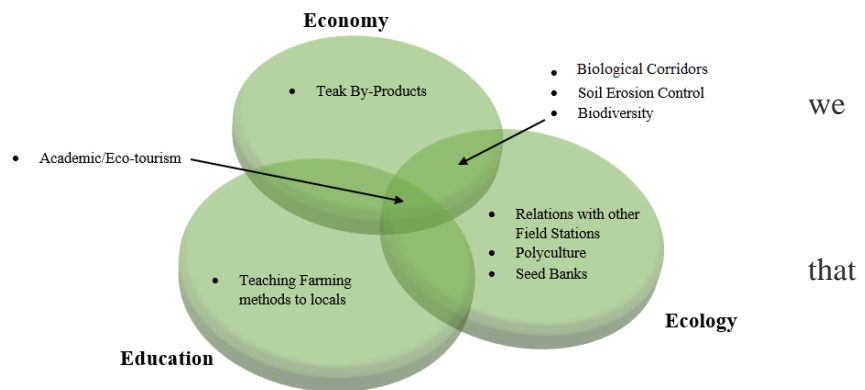 Economy
• Biological Corridors
• Soil Erosion Control
• Biodiversity
we
• Teak By-Products
• Academic/Eco-tourism
• Relations with other
Field Stations
• Polyculture
• Seed Banks
that
• Teaching Farming
methods to locals
Ecology
Education